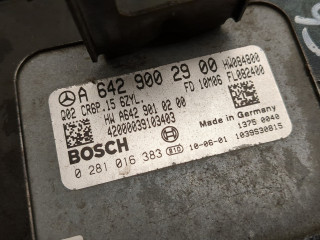 A 642 900 29 00
Q02 CR6P.15 6ZYL. FD 10M06 HW084800
HW A642 901 02 00 FL082400
42000039103403
BOSCH Made in Germany
1375 0040
0 281 016 383 BID 10-06-01 1039S30815